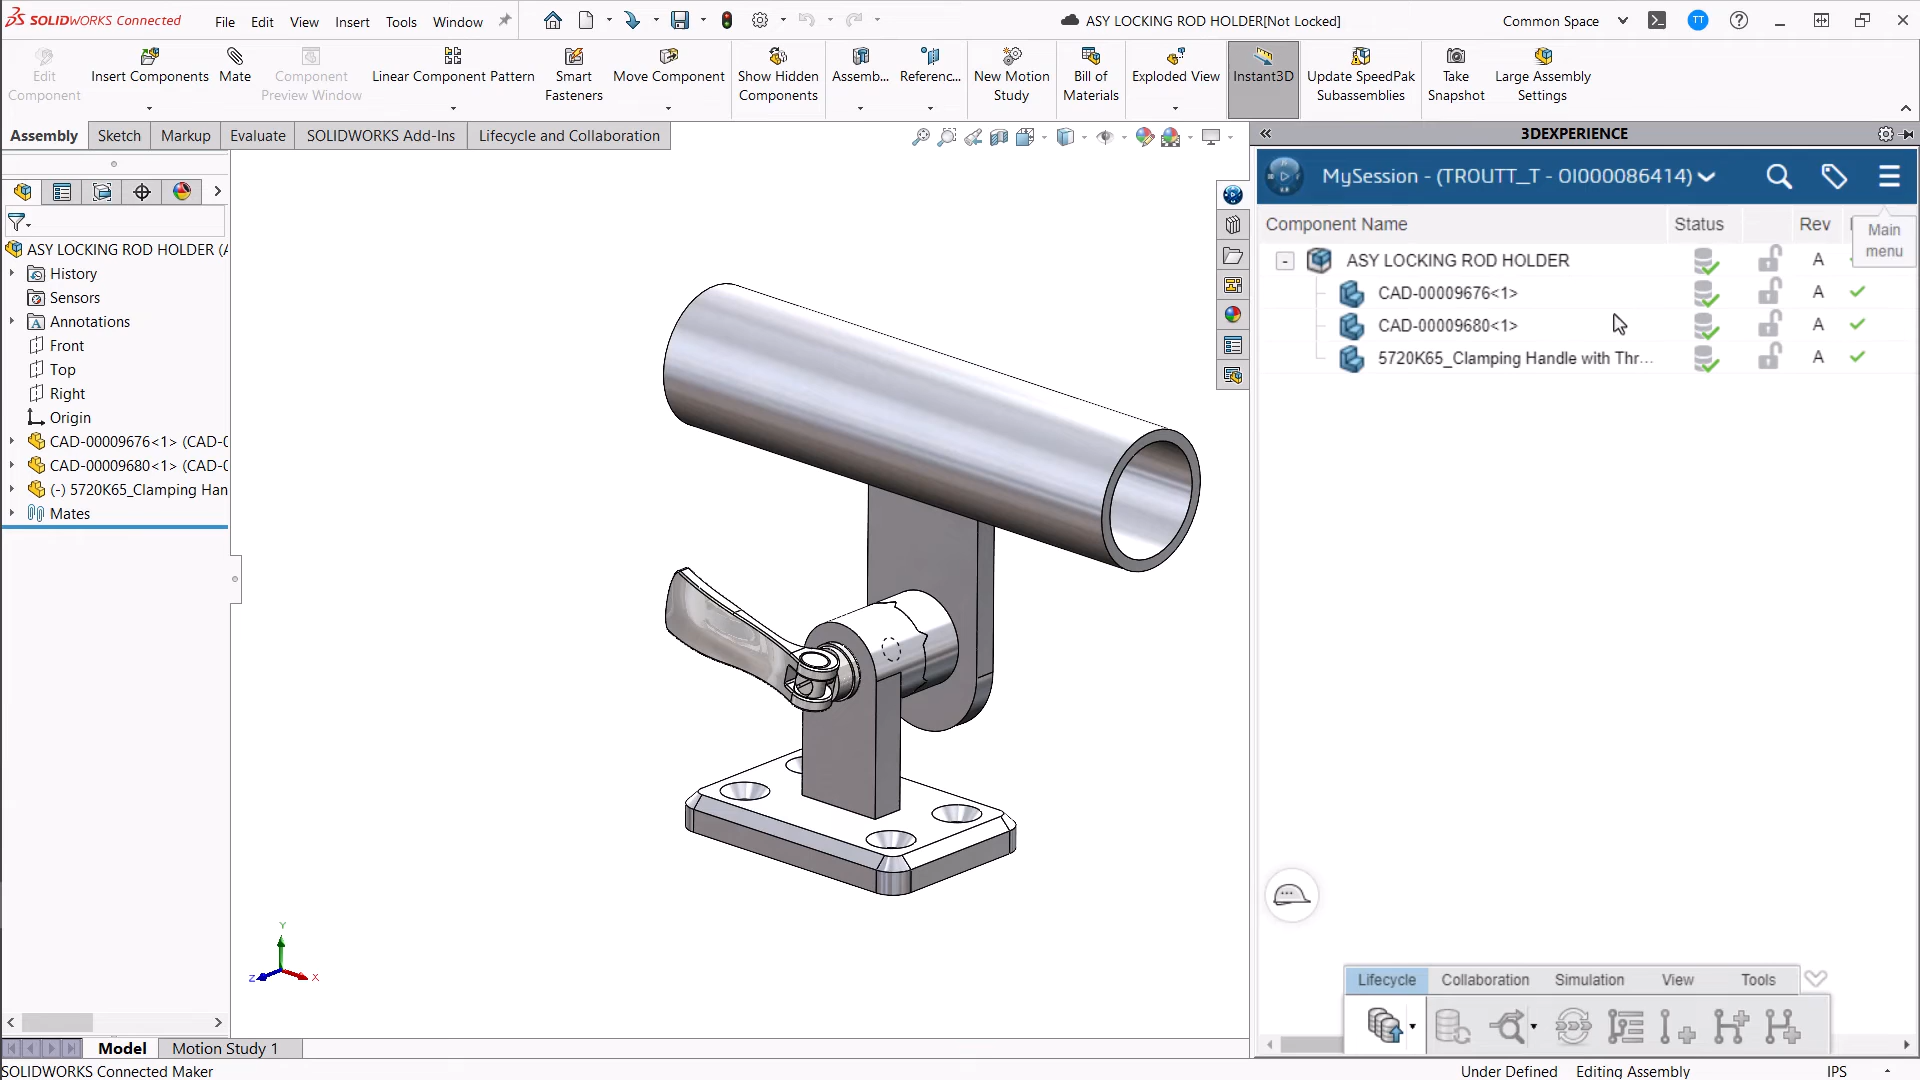 SOLIDWORKS Connected
File Edit View Insert Tools Window
ASY LOCKING ROD HOLDER[Not Locked]
Common Space
TT
Edit Component
Insert Components
Mate
Component Preview Window
Linear Component Pattern
Smart Fasteners
Move Component
Show Hidden Components
Assemb...
Referenc...
New Motion Study
Bill of Materials
Exploded View
Instant3D
Update SpeedPak Subassemblies
Take Snapshot
Large Assembly Settings
Assembly Sketch Markup Evaluate SOLIDWORKS Add-Ins Lifecycle and Collaboration
3DEXPERIENCE
MySession - (TROUTT_T - OI000086414)
Component Name Status Rev
Main menu
ASY LOCKING ROD HOLDER A
CAD-00009676<1> A
CAD-00009680<1> A
5720K65_Clamping Handle with Thr... A
ASY LOCKING ROD HOLDER (A
History
Sensors
Annotations
Front
Top
Right
Origin
CAD-00009676<1> (CAD-0
CAD-00009680<1> (CAD-0
(-) 5720K65_Clamping Han
Mates
Y
Z X
Lifecycle Collaboration Simulation View Tools
Model Motion Study 1
SOLIDWORKS Connected Maker
Under Defined Editing Assembly IPS